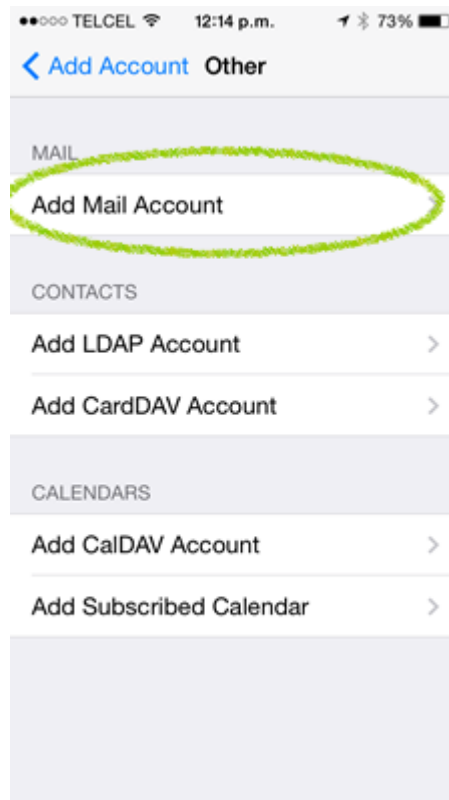 TELCEL 12:14 p.m. 73%
Add Account Other
MAIL
Add Mail Account
CONTACTS
Add LDAP Account
Add CardDAV Account
CALENDARS
Add CalDAV Account
Add Subscribed Calendar